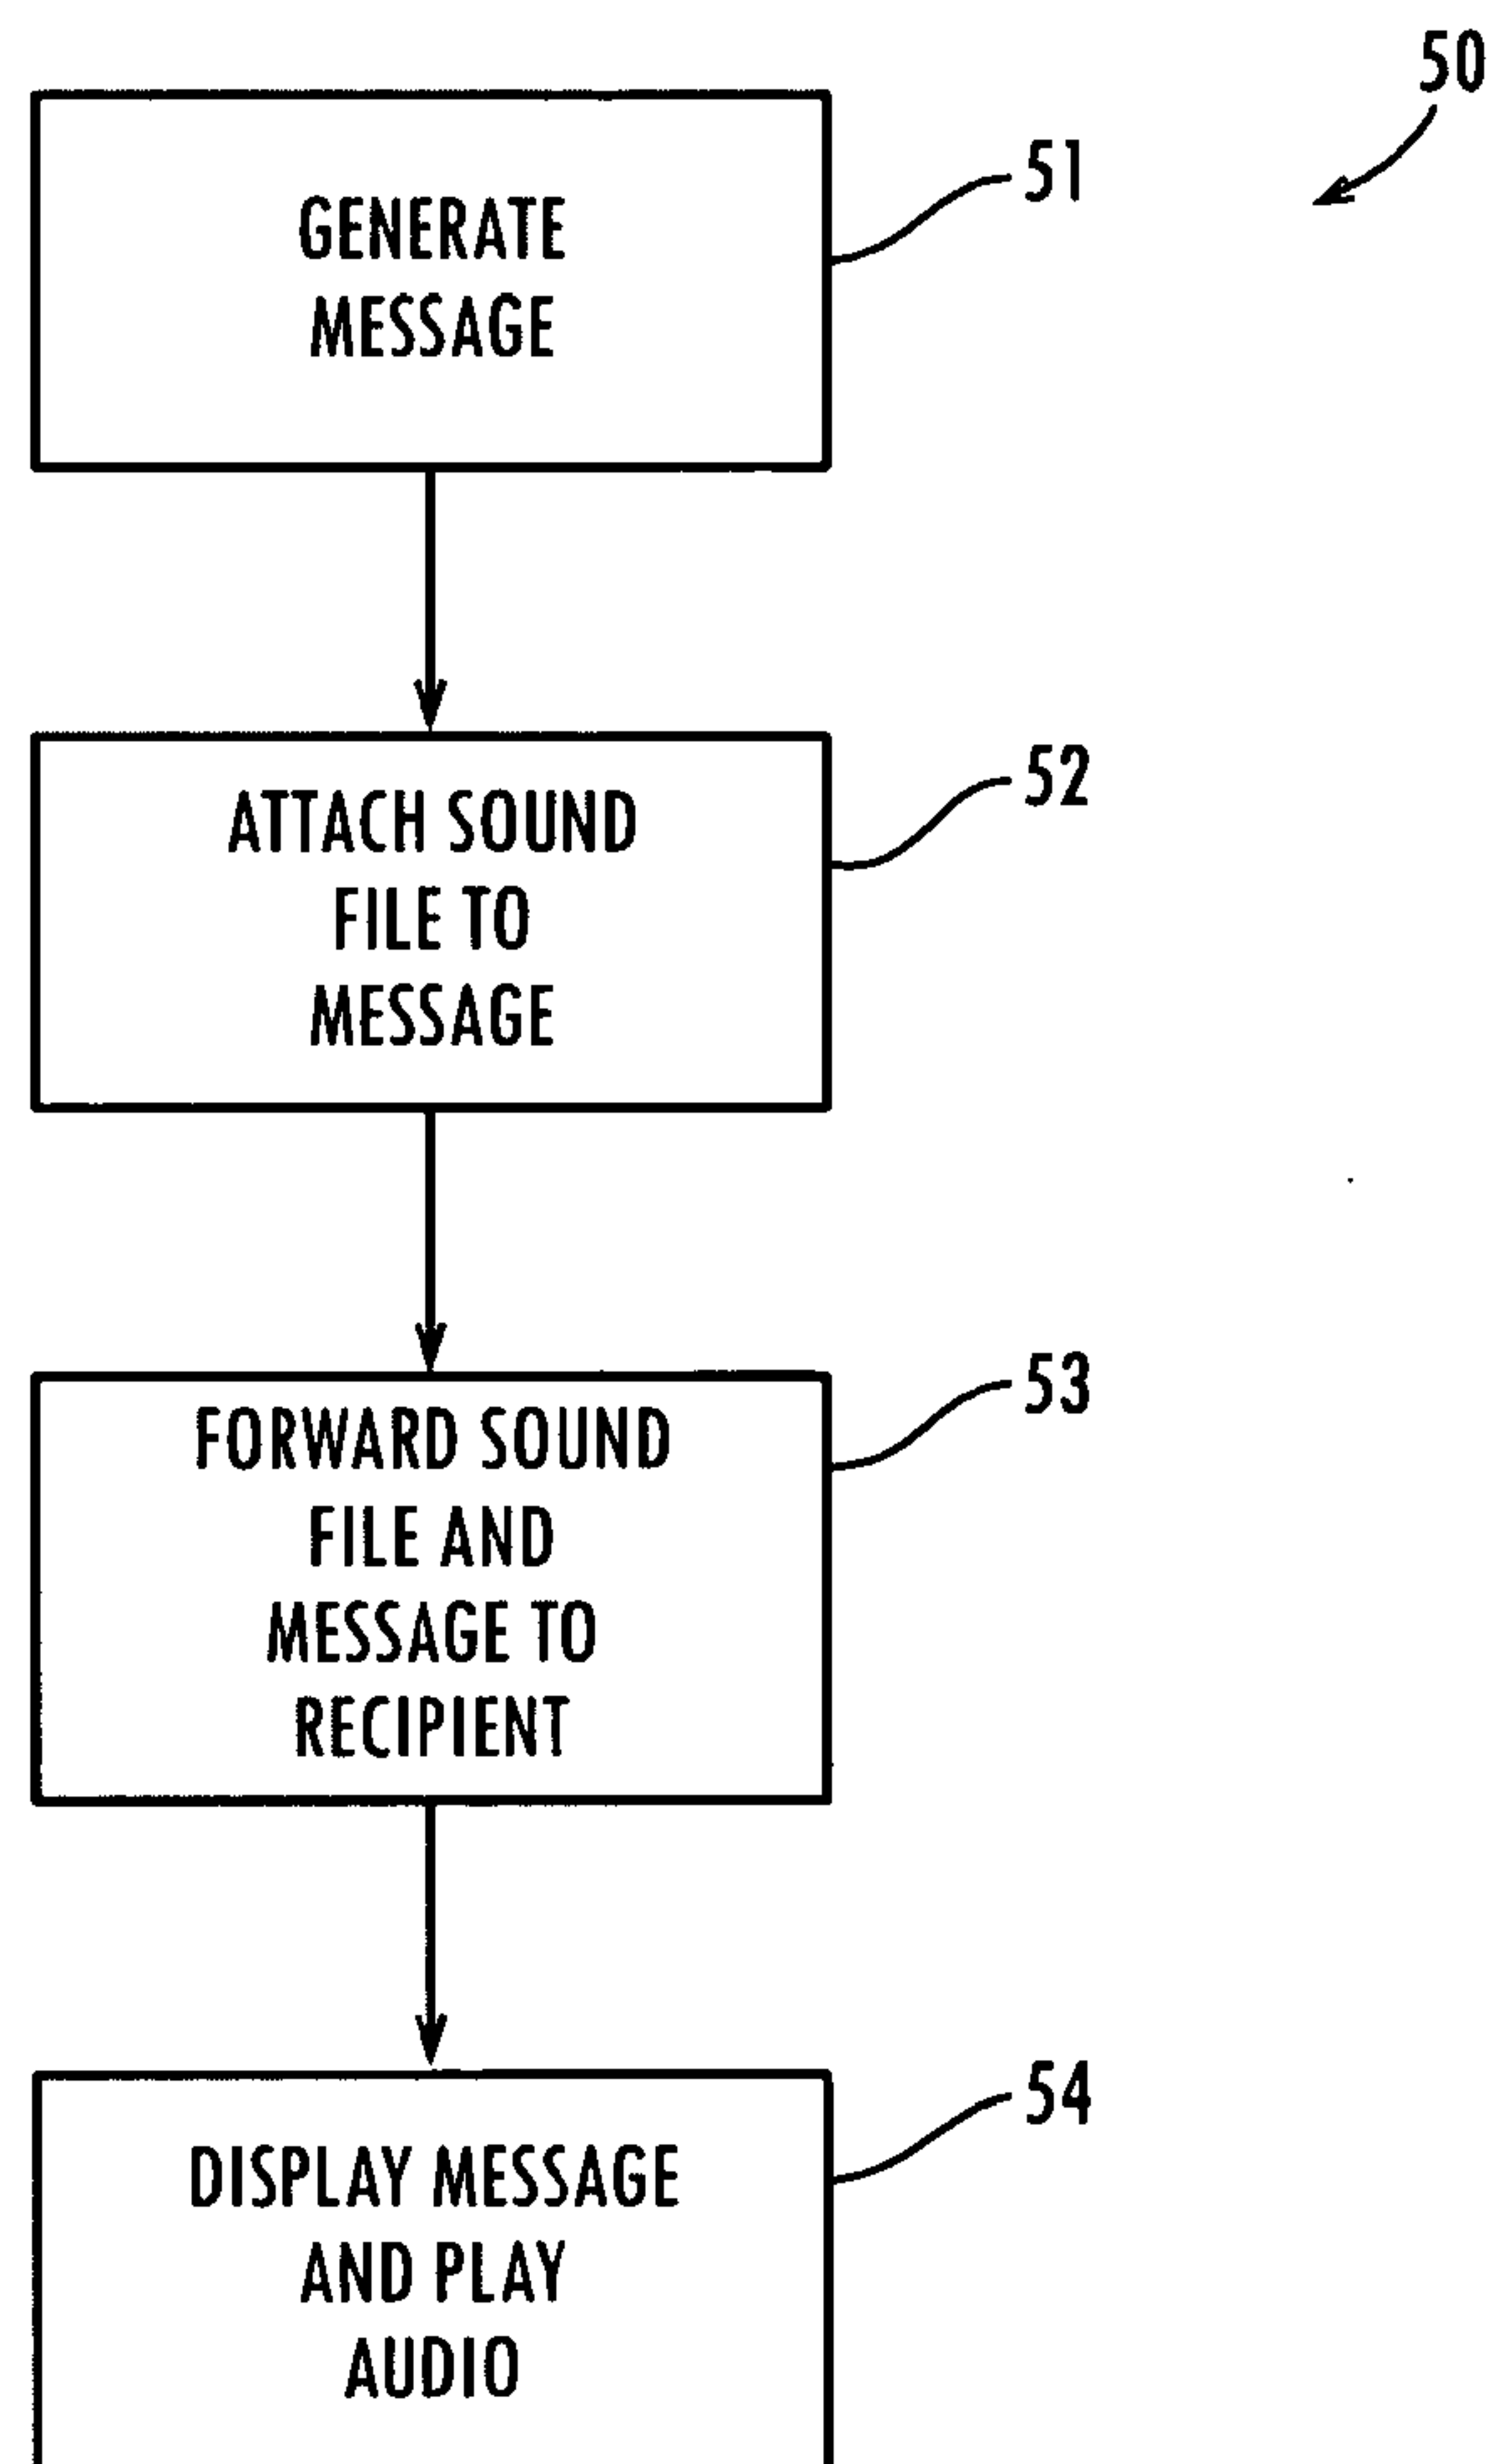 50
51
GENERATE
MESSAGE
52
ATTACH SOUND
FILE TO
MESSAGE
53
FORWARD SOUND
FILE AND
MESSAGE TO
RECIPIENT
54
DISPLAY MESSAGE
AND PLAY
AUDIO